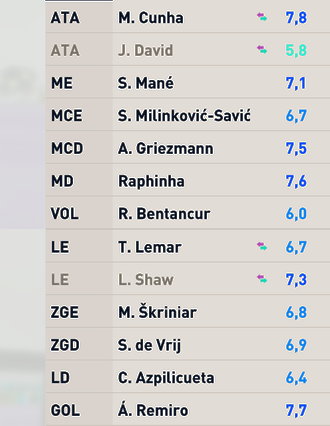 ATA M. Cunha 7,8
ATA J. David 5,8
ME S. Mané 7,1
MCE S. Milinković-Savić 6,7
MCD A. Griezmann 7,5
MD Raphinha 7,6
VOL R. Bentancur 6,0
LE T. Lemar 6,7
LE L. Shaw 7,3
ZGE M. Škriniar 6,8
ZGD S. de Vrij 6,9
LD C. Azpilicueta 6,4
GOL Á. Remiro 7,7